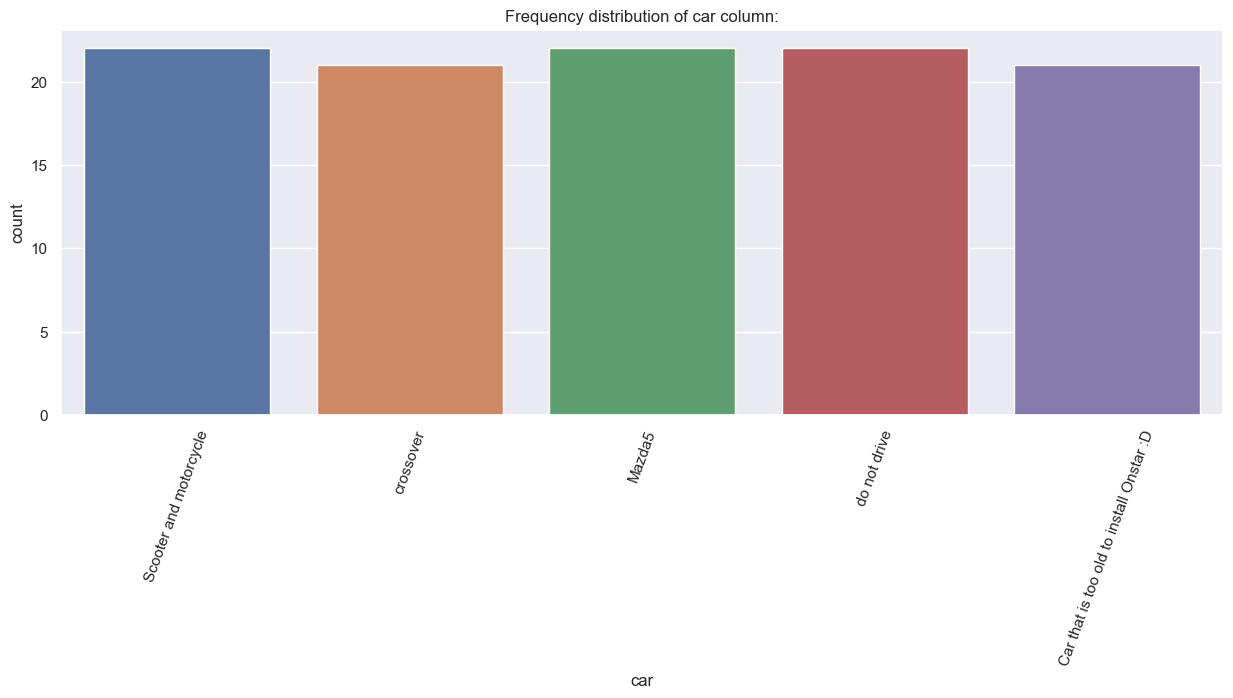 Frequency distribution of car column:
count
20
15
10
5
0
Scooter and motorcycle
crossover
Mazda5
do not drive
Car that is too old to install Onstar :D
car